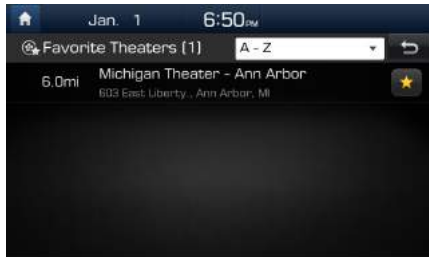 Jan. 1 6:50PM
Favorite Theaters (1) A - Z
6.0mi Michigan Theater - Ann Arbor
603 East Liberty., Ann Arbor, MI